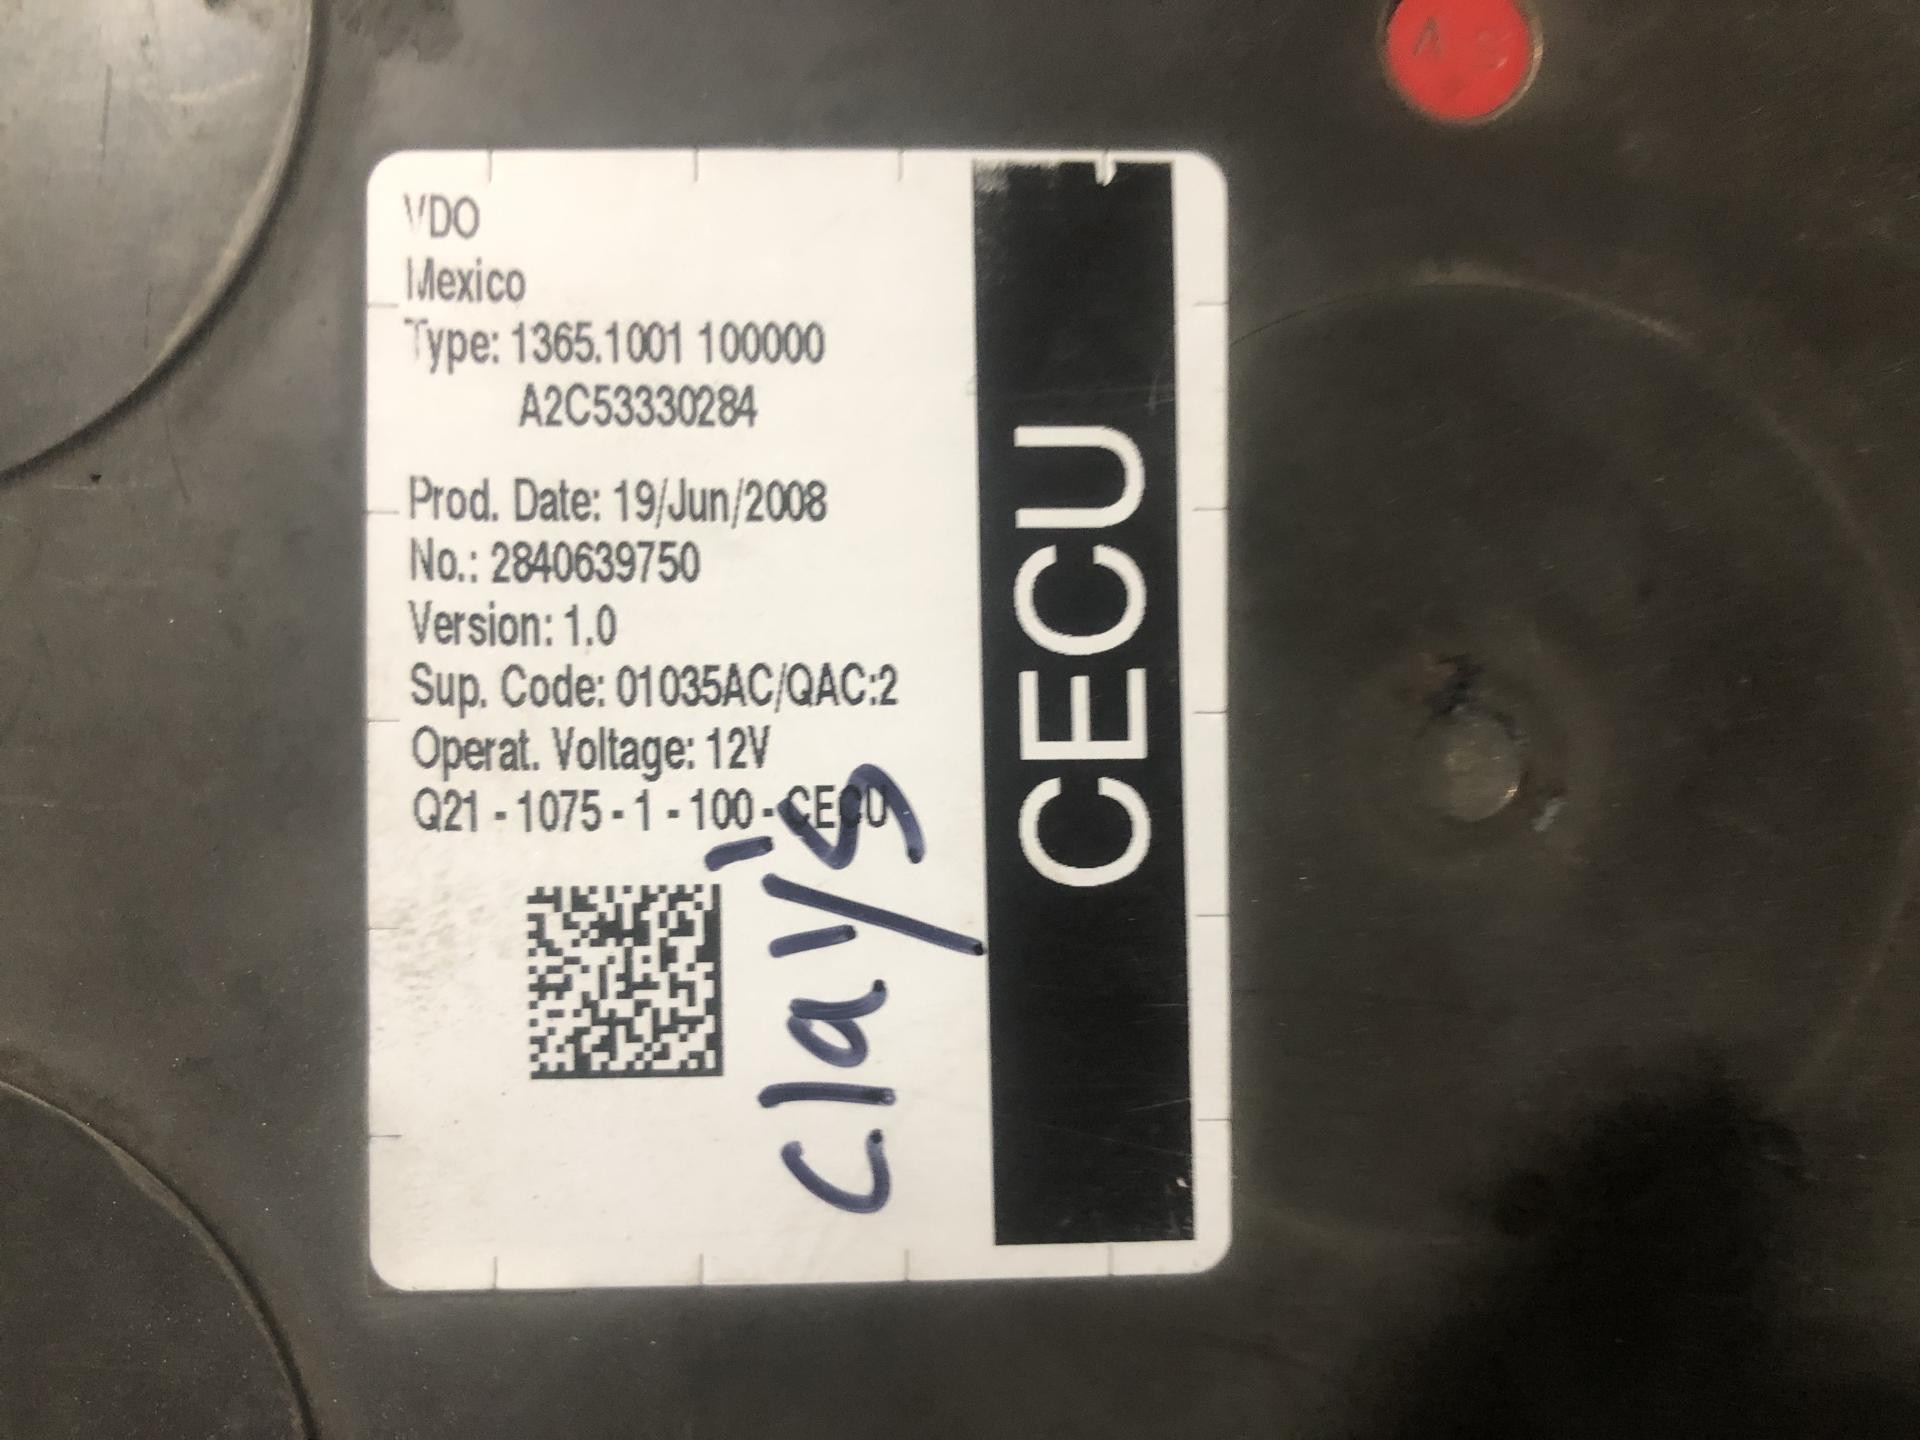 VDO
Mexico
Type: 1365.1001 100000
A2C53330284
Prod. Date: 19/Jun/2008
No.: 2840639750
Version: 1.0
Sup. Code: 01035AC/QAC:2
Operat. Voltage: 12V
Q21 - 1075 - 1 - 100 - CECU
Clay's
CECU